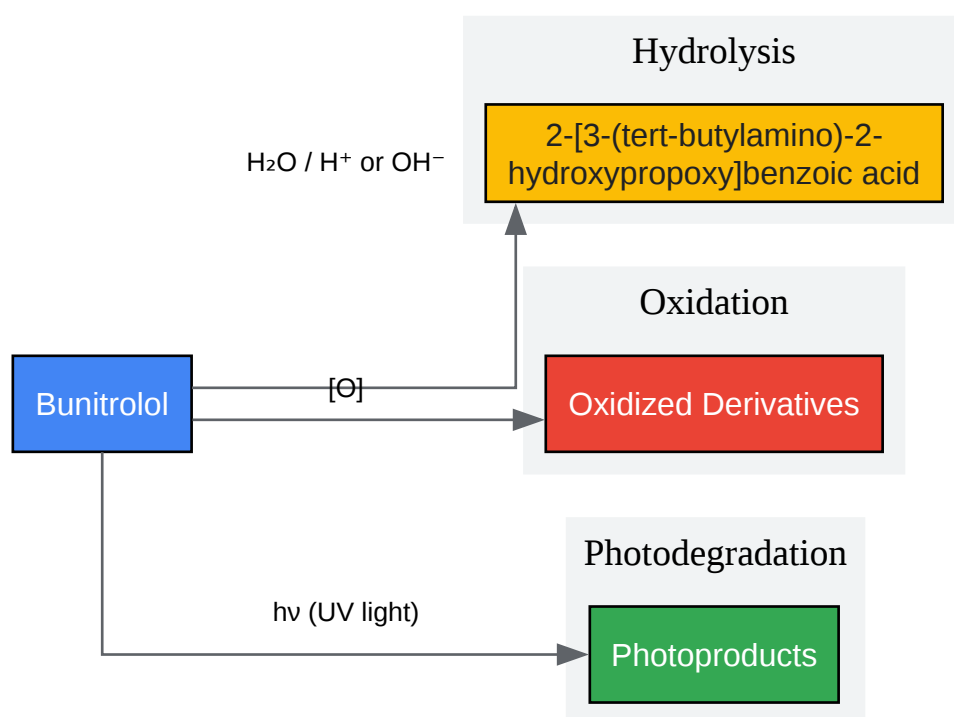 Hydrolysis
2-[3-(tert-butylamino)-2-
hydroxypropoxy]benzoic acid
H₂O / H⁺ or OH⁻
Oxidation
[O]
Bunitrolol
Oxidized Derivatives
Photodegradation
hν (UV light)
Photoproducts